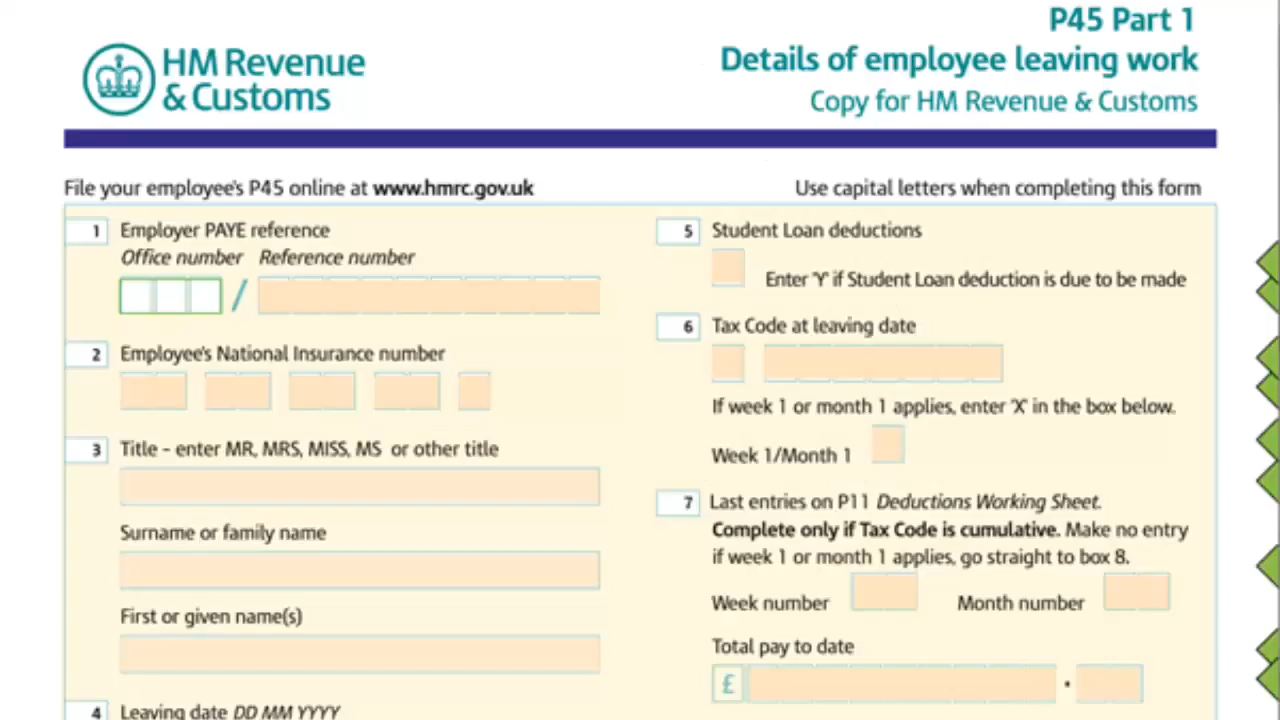 P45 Part 1
Details of employee leaving work
Copy for HM Revenue & Customs
HM Revenue
& Customs
File your employee's P45 online at www.hmrc.gov.uk
Use capital letters when completing this form
1 Employer PAYE reference
Office number Reference number
/
2 Employee's National Insurance number
3 Title – enter MR, MRS, MISS, MS or other title
Surname or family name
First or given name(s)
4 Leaving date DD MM YYYY
5 Student Loan deductions
Enter 'Y' if Student Loan deduction is due to be made
6 Tax Code at leaving date
If week 1 or month 1 applies, enter 'X' in the box below.
Week 1/Month 1
7 Last entries on P11 Deductions Working Sheet.
Complete only if Tax Code is cumulative. Make no entry
if week 1 or month 1 applies, go straight to box 8.
Week number Month number
Total pay to date
£ .